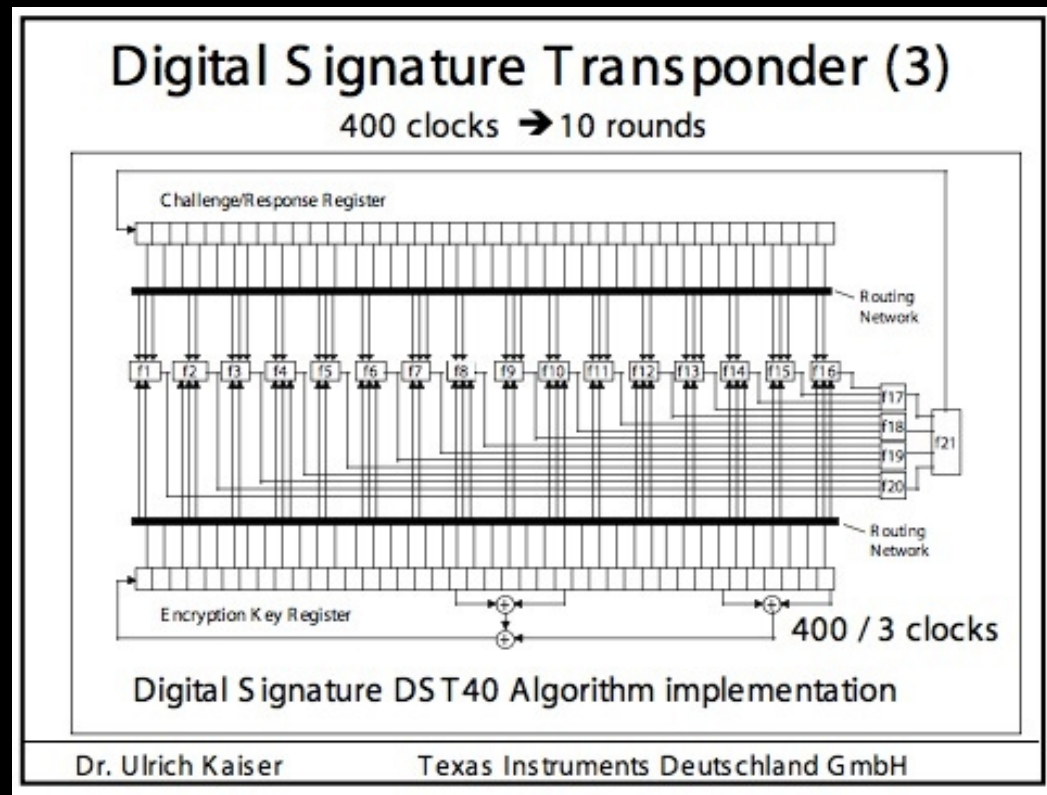 Digital Signature Transponder (3)
400 clocks ➔ 10 rounds
Challenge/Response Register
Routing
Network
f1 f2 f3 f4 f5 f6 f7 f8 f9 f10 f11 f12 f13 f14 f15 f16
f17
f18
f21
f19
f20
Routing
Network
Encryption Key Register
400 / 3 clocks
Digital Signature DST40 Algorithm implementation
Dr. Ulrich Kaiser Texas Instruments Deutschland GmbH